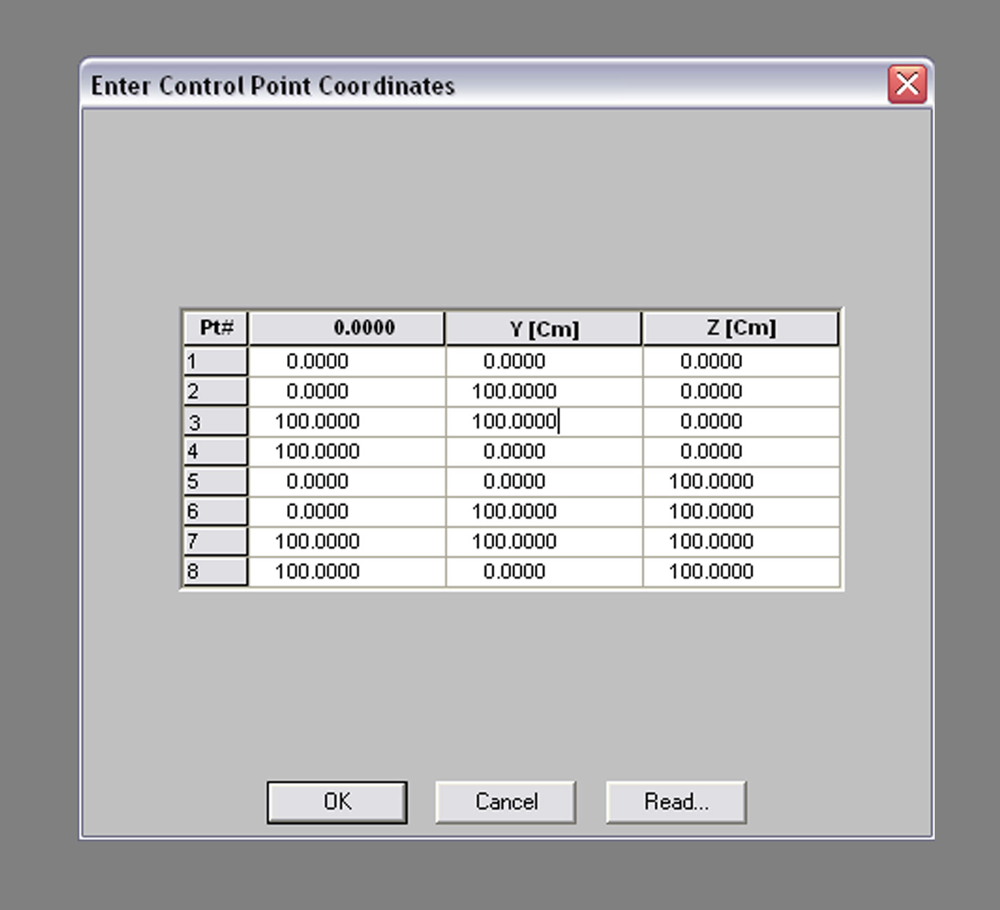 Enter Control Point Coordinates
Pt# 0.0000 Y [Cm] Z [Cm]
1 0.0000 0.0000 0.0000
2 0.0000 100.0000 0.0000
3 100.0000 100.0000 0.0000
4 100.0000 0.0000 0.0000
5 0.0000 0.0000 100.0000
6 0.0000 100.0000 100.0000
7 100.0000 100.0000 100.0000
8 100.0000 0.0000 100.0000
OK Cancel Read...